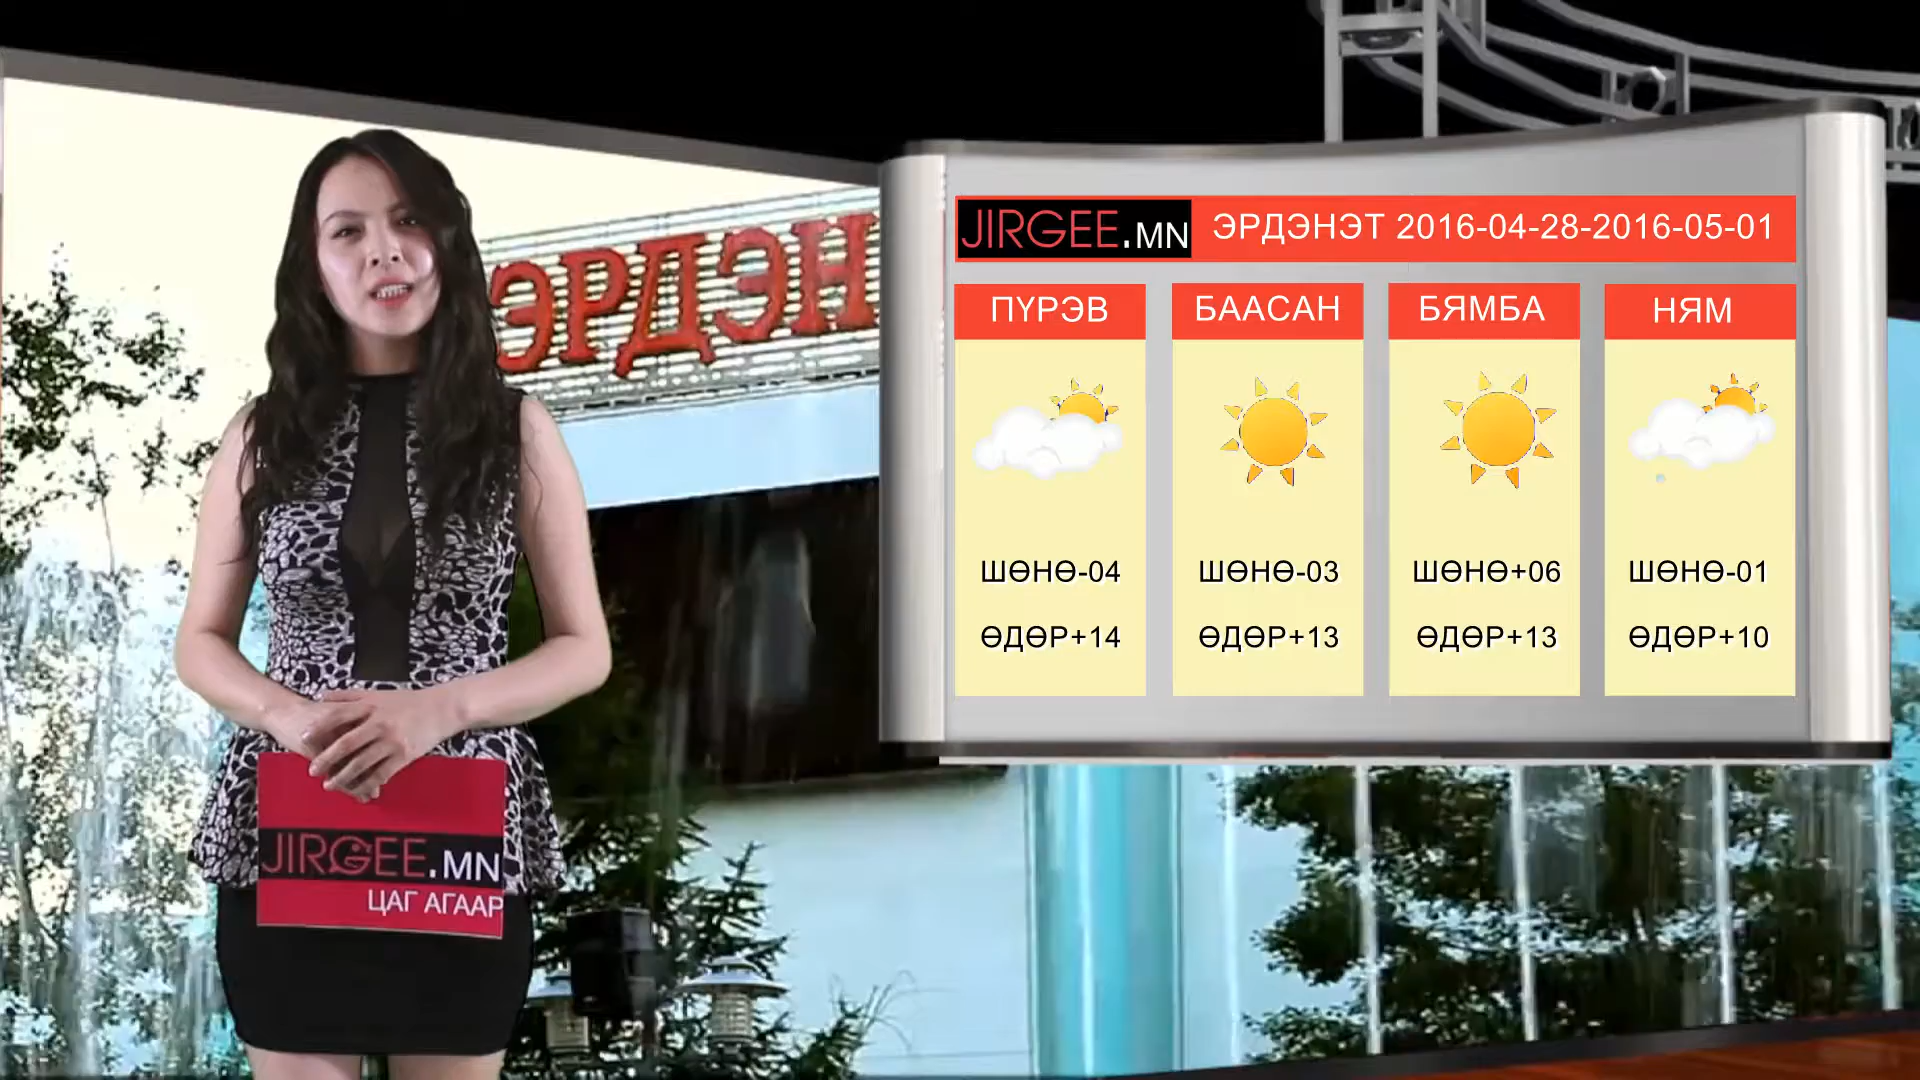 ЭРДЭН
JIRGEE.MN ЭРДЭНЭТ 2016-04-28-2016-05-01
ПҮРЭВ БААСАН БЯМБА НЯМ
ШӨНӨ-04 ШӨНӨ-03 ШӨНӨ+06 ШӨНӨ-01
ӨДӨР+14 ӨДӨР+13 ӨДӨР+13 ӨДӨР+10
JIRGEE.MN
ЦАГ АГААР